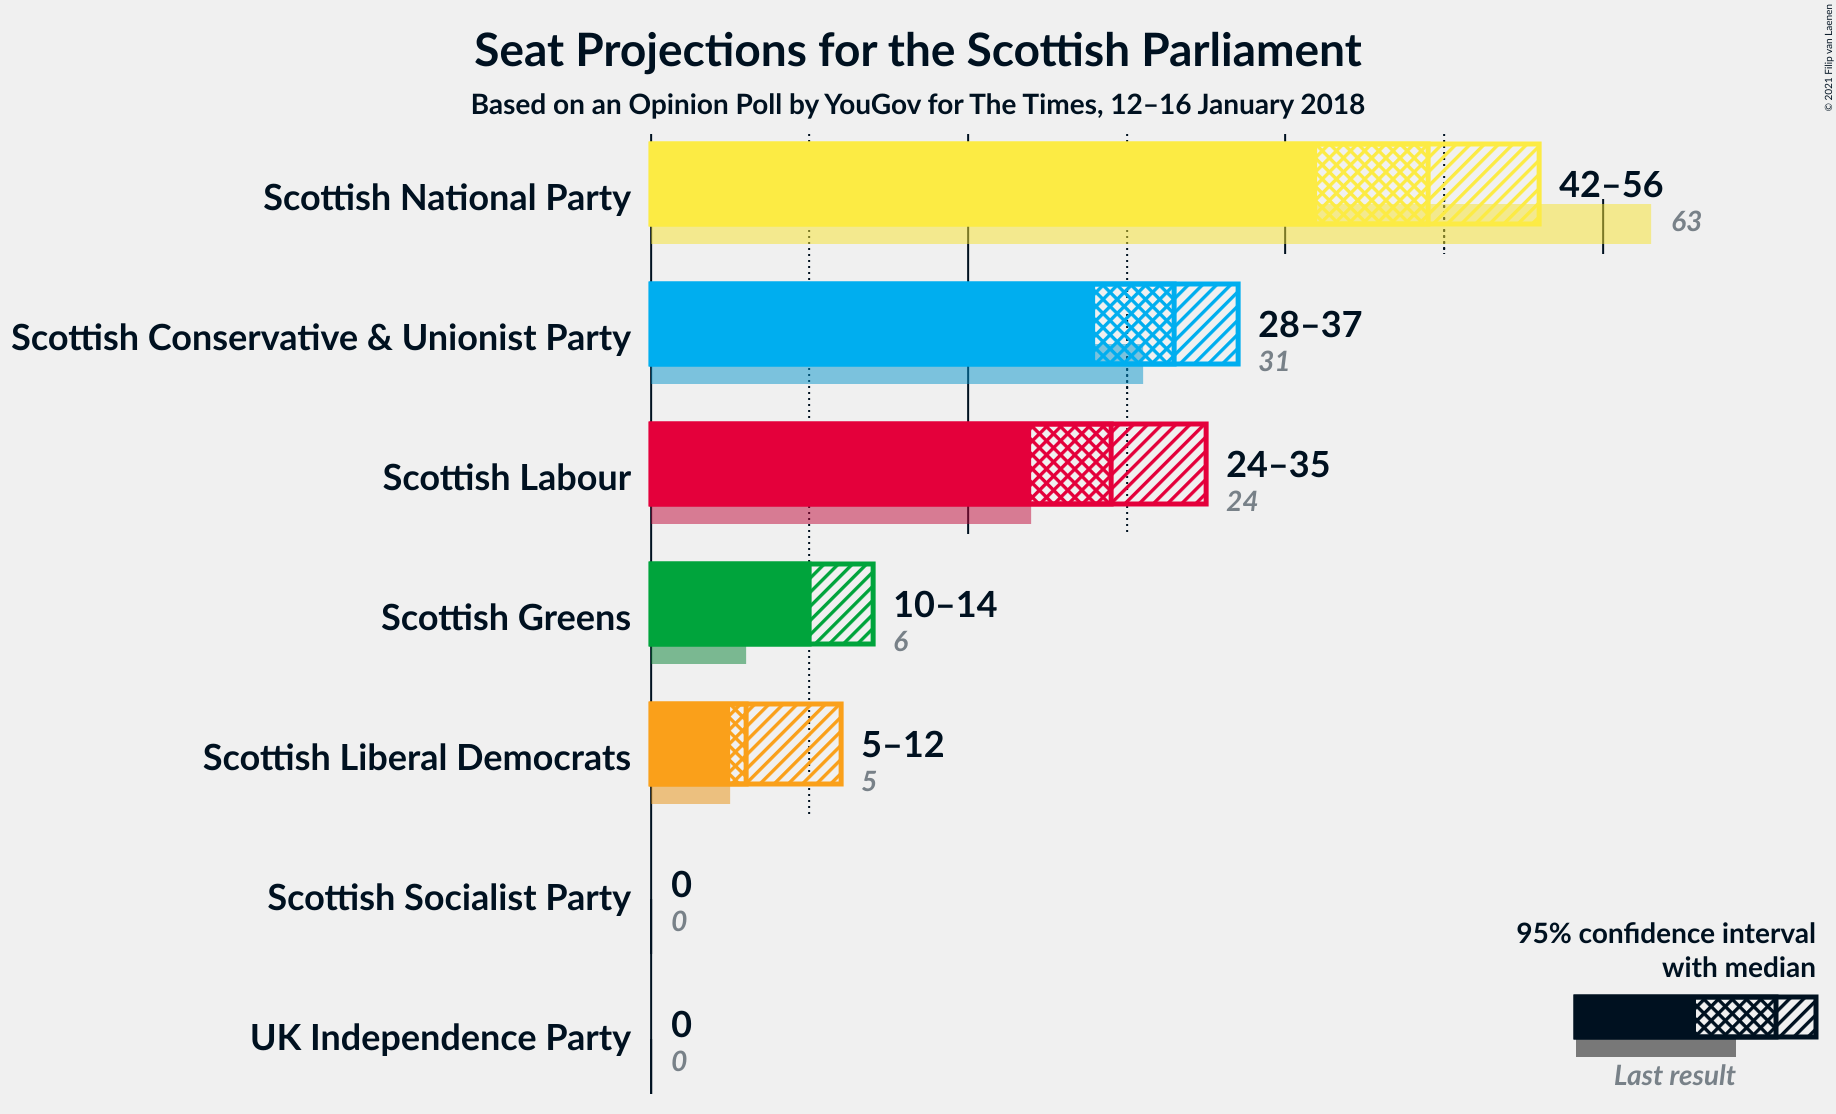 Seat Projections for the Scottish Parliament
Based on an Opinion Poll by YouGov for The Times, 12–16 January 2018
© 2021 Filip van Laenen
Scottish National Party
42–56
63
Scottish Conservative & Unionist Party
28–37
31
Scottish Labour
24–35
24
Scottish Greens
10–14
6
Scottish Liberal Democrats
5–12
5
Scottish Socialist Party
0
0
UK Independence Party
0
0
95% confidence interval
with median
Last result